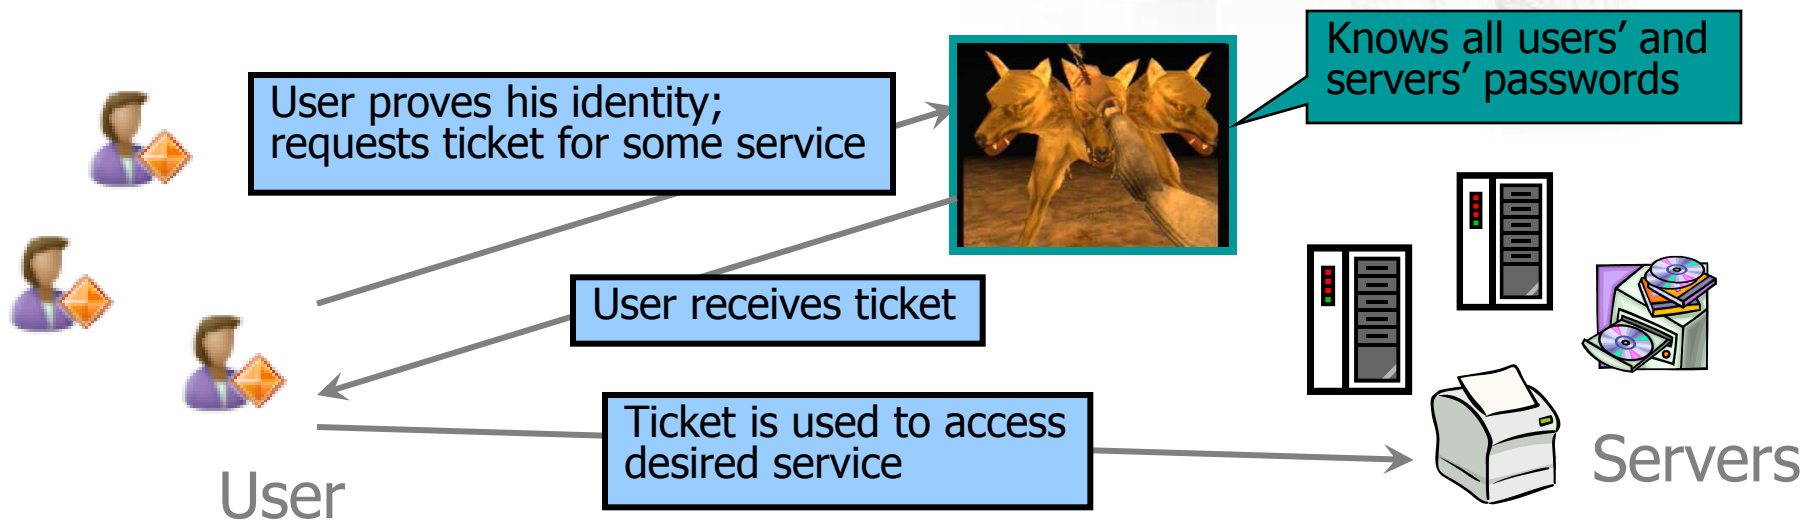 Knows all users’ and
servers’ passwords
User proves his identity;
requests ticket for some service
User receives ticket
Ticket is used to access
desired service
User
Servers